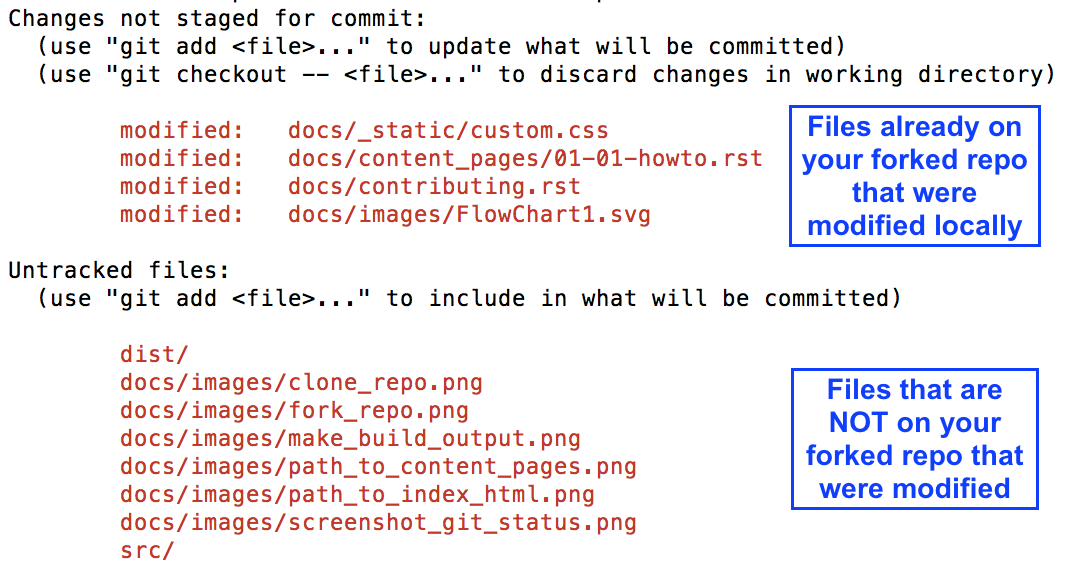 Changes not staged for commit:
(use "git add <file>..." to update what will be committed)
(use "git checkout -- <file>..." to discard changes in working directory)
modified: docs/_static/custom.css
modified: docs/content_pages/01-01-howto.rst
modified: docs/contributing.rst
modified: docs/images/FlowChart1.svg
Files already on
your forked repo
that were
modified locally
Untracked files:
(use "git add <file>..." to include in what will be committed)
dist/
docs/images/clone_repo.png
docs/images/fork_repo.png
docs/images/make_build_output.png
docs/images/path_to_content_pages.png
docs/images/path_to_index_html.png
docs/images/screenshot_git_status.png
src/
Files that are
NOT on your
forked repo that
were modified